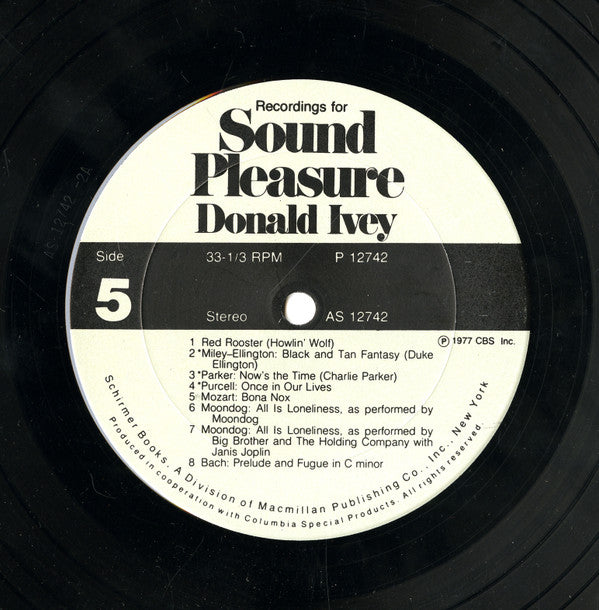 Recordings for
Sound
Pleasure
Donald Ivey
Side
5
33-1/3 RPM P 12742
Stereo AS 12742
℗ 1977 CBS Inc.
1 Red Rooster (Howlin' Wolf)
2 *Miley–Ellington: Black and Tan Fantasy (Duke
Ellington)
3 *Parker: Now's the Time (Charlie Parker)
4 *Purcell: Once in Our Lives
5 Mozart: Bona Nox
6 Moondog: All Is Loneliness, as performed by
Moondog
7 Moondog: All Is Loneliness, as performed by
Big Brother and The Holding Company with
Janis Joplin
8 Bach: Prelude and Fugue in C minor
Schirmer Books. A Division of Macmillan Publishing Co., Inc., New York
Produced in cooperation with Columbia Special Products. All rights reserved.
AS 12742 -2A